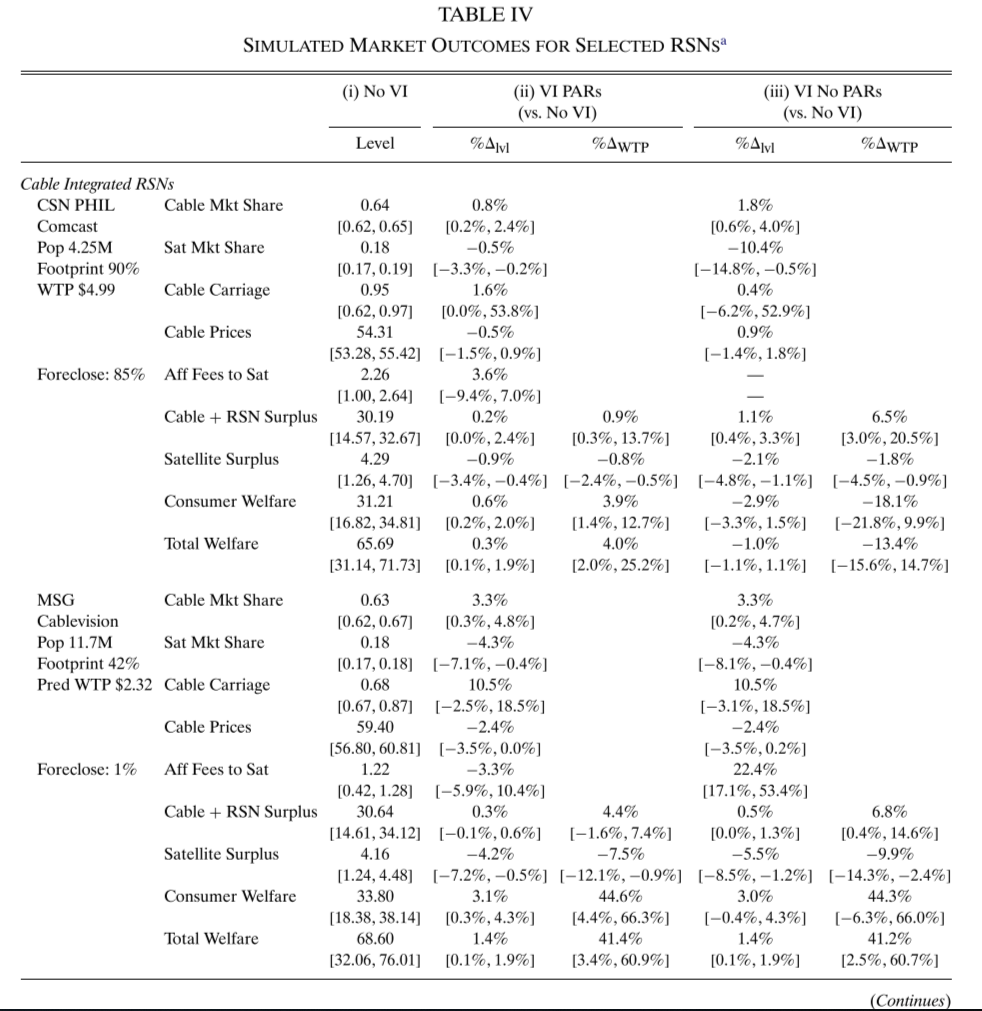 TABLE IV
SIMULATED MARKET OUTCOMES FOR SELECTED RSNsᵃ
(i) No VI (ii) VI PARs (iii) VI No PARs
(vs. No VI) (vs. No VI)
Level %Δlvl %ΔWTP %Δlvl %ΔWTP
Cable Integrated RSNs
CSN PHIL Cable Mkt Share 0.64 0.8% 1.8%
Comcast [0.62, 0.65] [0.2%, 2.4%] [0.6%, 4.0%]
Pop 4.25M Sat Mkt Share 0.18 −0.5% −10.4%
Footprint 90% [0.17, 0.19] [−3.3%, −0.2%] [−14.8%, −0.5%]
WTP $4.99 Cable Carriage 0.95 1.6% 0.4%
[0.62, 0.97] [0.0%, 53.8%] [−6.2%, 52.9%]
Cable Prices 54.31 −0.5% 0.9%
[53.28, 55.42] [−1.5%, 0.9%] [−1.4%, 1.8%]
Foreclose: 85% Aff Fees to Sat 2.26 3.6% —
[1.00, 2.64] [−9.4%, 7.0%] —
Cable + RSN Surplus 30.19 0.2% 0.9% 1.1% 6.5%
[14.57, 32.67] [0.0%, 2.4%] [0.3%, 13.7%] [0.4%, 3.3%] [3.0%, 20.5%]
Satellite Surplus 4.29 −0.9% −0.8% −2.1% −1.8%
[1.26, 4.70] [−3.4%, −0.4%] [−2.4%, −0.5%] [−4.8%, −1.1%] [−4.5%, −0.9%]
Consumer Welfare 31.21 0.6% 3.9% −2.9% −18.1%
[16.82, 34.81] [0.2%, 2.0%] [1.4%, 12.7%] [−3.3%, 1.5%] [−21.8%, 9.9%]
Total Welfare 65.69 0.3% 4.0% −1.0% −13.4%
[31.14, 71.73] [0.1%, 1.9%] [2.0%, 25.2%] [−1.1%, 1.1%] [−15.6%, 14.7%]
MSG Cable Mkt Share 0.63 3.3% 3.3%
Cablevision [0.62, 0.67] [0.3%, 4.8%] [0.2%, 4.7%]
Pop 11.7M Sat Mkt Share 0.18 −4.3% −4.3%
Footprint 42% [0.17, 0.18] [−7.1%, −0.4%] [−8.1%, −0.4%]
Pred WTP $2.32 Cable Carriage 0.68 10.5% 10.5%
[0.67, 0.87] [−2.5%, 18.5%] [−3.1%, 18.5%]
Cable Prices 59.40 −2.4% −2.4%
[56.80, 60.81] [−3.5%, 0.0%] [−3.5%, 0.2%]
Foreclose: 1% Aff Fees to Sat 1.22 −3.3% 22.4%
[0.42, 1.28] [−5.9%, 10.4%] [17.1%, 53.4%]
Cable + RSN Surplus 30.64 0.3% 4.4% 0.5% 6.8%
[14.61, 34.12] [−0.1%, 0.6%] [−1.6%, 7.4%] [0.0%, 1.3%] [0.4%, 14.6%]
Satellite Surplus 4.16 −4.2% −7.5% −5.5% −9.9%
[1.24, 4.48] [−7.2%, −0.5%] [−12.1%, −0.9%] [−8.5%, −1.2%] [−14.3%, −2.4%]
Consumer Welfare 33.80 3.1% 44.6% 3.0% 44.3%
[18.38, 38.14] [0.3%, 4.3%] [4.4%, 66.3%] [−0.4%, 4.3%] [−6.3%, 66.0%]
Total Welfare 68.60 1.4% 41.4% 1.4% 41.2%
[32.06, 76.01] [0.1%, 1.9%] [3.4%, 60.9%] [0.1%, 1.9%] [2.5%, 60.7%]
(Continues)